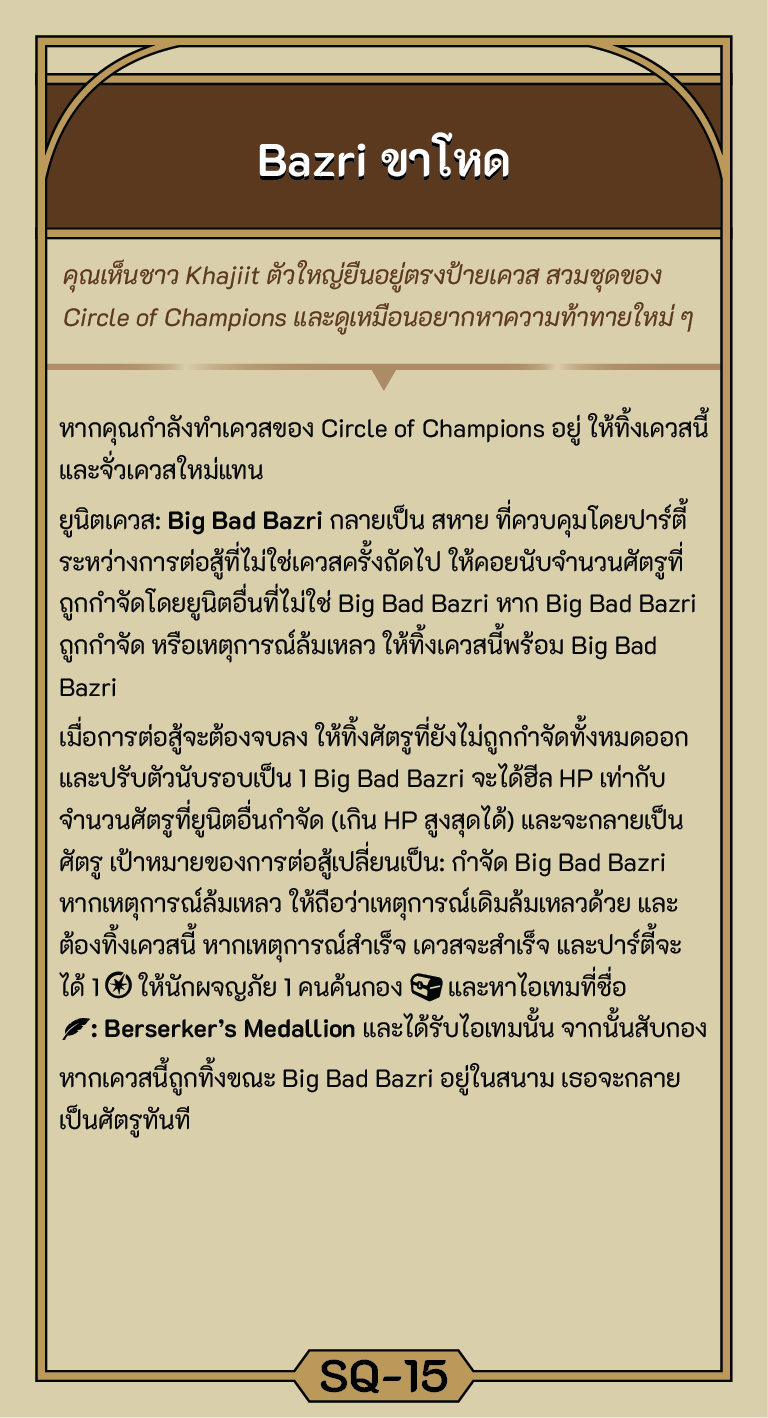 Bazri ขาโหด
คุณเห็นชาว Khajiit ตัวใหญ่ยืนอยู่ตรงป้ายเควส สวมชุดของ
Circle of Champions และดูเหมือนอยากหาความท้าทายใหม่ ๆ
หากคุณกำลังทำเควสของ Circle of Champions อยู่ ให้ทิ้งเควสนี้
และจั่วเควสใหม่แทน
ยูนิตเควส: Big Bad Bazri กลายเป็น สหาย ที่ควบคุมโดยปาร์ตี้
ระหว่างการต่อสู้ที่ไม่ใช่เควสครั้งถัดไป ให้คอยนับจำนวนศัตรูที่
ถูกกำจัดโดยยูนิตอื่นที่ไม่ใช่ Big Bad Bazri หาก Big Bad Bazri
ถูกกำจัด หรือเหตุการณ์ล้มเหลว ให้ทิ้งเควสนี้พร้อม Big Bad
Bazri
เมื่อการต่อสู้จะต้องจบลง ให้ทิ้งศัตรูที่ยังไม่ถูกกำจัดทั้งหมดออก
และปรับตัวนับรอบเป็น 1 Big Bad Bazri จะได้ฮีล HP เท่ากับ
จำนวนศัตรูที่ยูนิตอื่นกำจัด (เกิน HP สูงสุดได้) และจะกลายเป็น
ศัตรู เป้าหมายของการต่อสู้เปลี่ยนเป็น: กำจัด Big Bad Bazri
หากเหตุการณ์ล้มเหลว ให้ถือว่าเหตุการณ์เดิมล้มเหลวด้วย และ
ต้องทิ้งเควสนี้ หากเหตุการณ์สำเร็จ เควสจะสำเร็จ และปาร์ตี้จะ
ได้ 1 ให้นักผจญภัย 1 คนค้นกอง และหาไอเทมที่ชื่อ
: Berserker’s Medallion และได้รับไอเทมนั้น จากนั้นสับกอง
หากเควสนี้ถูกทิ้งขณะ Big Bad Bazri อยู่ในสนาม เธอจะกลาย
เป็นศัตรูทันที
SQ-15